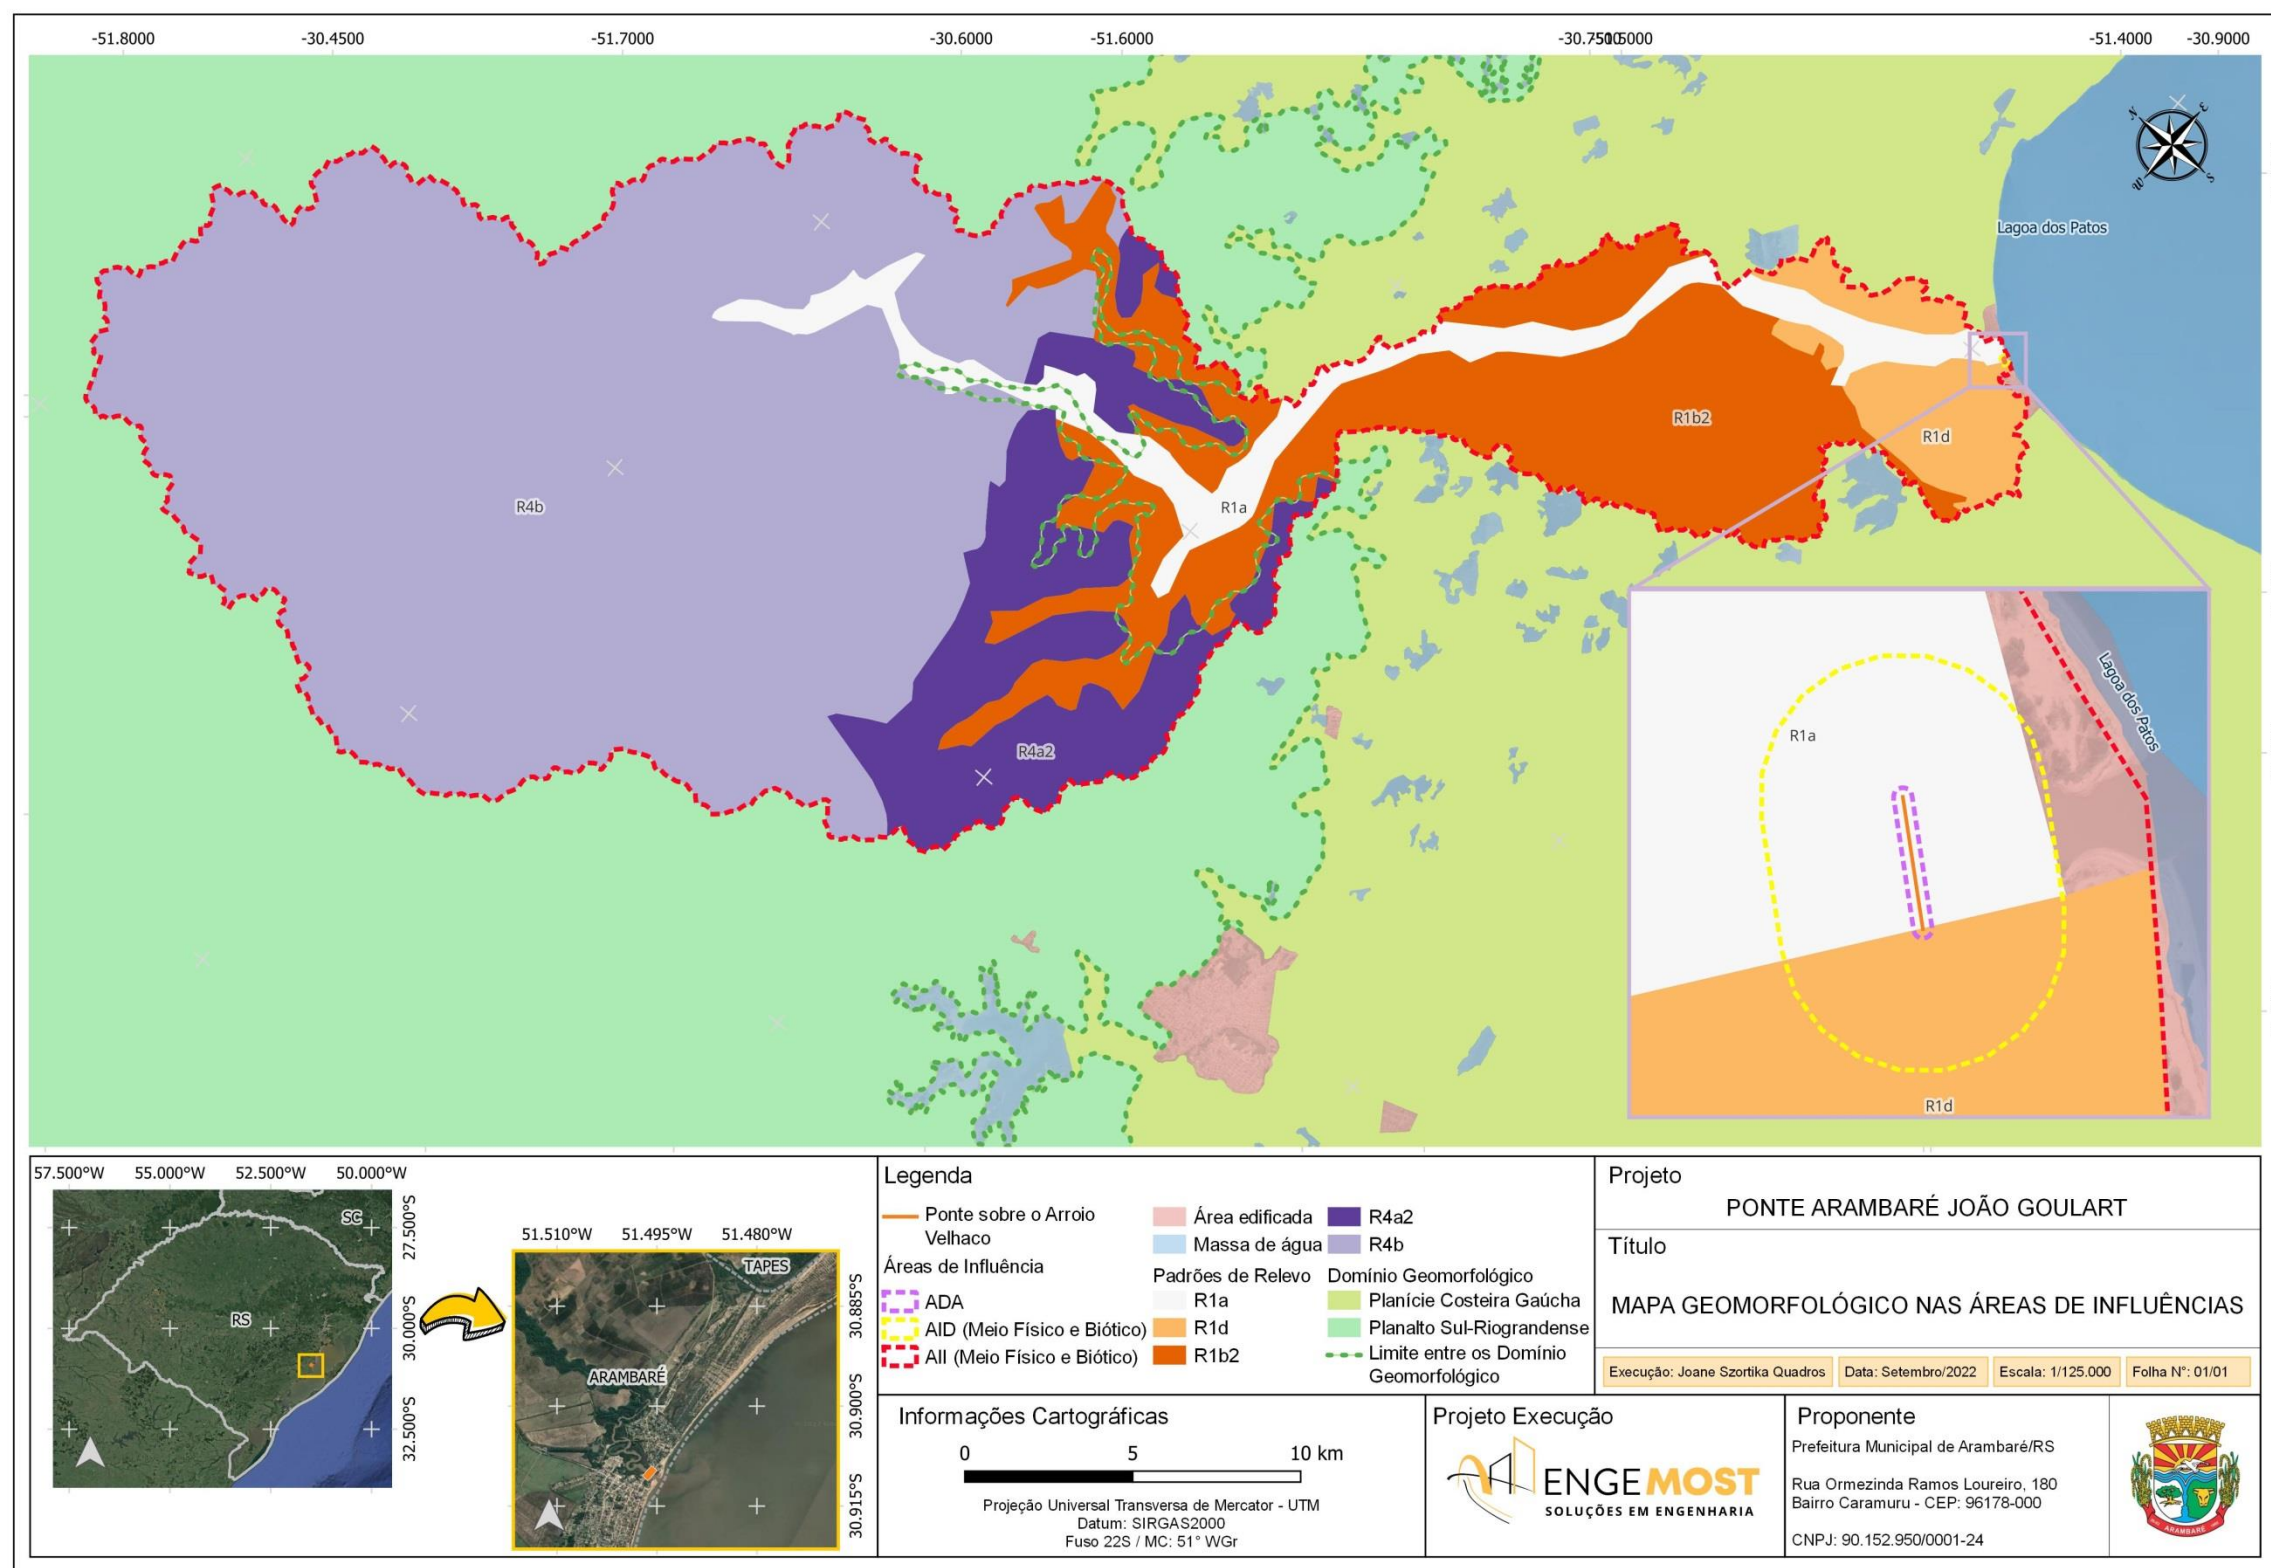 -51.8000 -30.4500 -51.7000 -30.6000 -51.6000 -51.4000 -30.9000
N E
W S
Lagoa dos Patos
R1b2
R1d
R4b
R1a
R4a2
Lagoa dos Patos
R1a
R1d
57.500°W 55.000°W 52.500°W 50.000°W
SC
RS
27.500°S
30.000°S
32.500°S
51.510°W 51.495°W 51.480°W
TAPES
ARAMBARÉ
30.885°S
30.900°S
30.915°S
Legenda
Ponte sobre o Arroio
Velhaco
Áreas de Influência
ADA
AID (Meio Físico e Biótico)
AII (Meio Físico e Biótico)
Área edificada
Massa de água
Padrões de Relevo
R1a
R1d
R1b2
R4a2
R4b
Domínio Geomorfológico
Planície Costeira Gaúcha
Planalto Sul-Riograndense
Limite entre os Domínio
Geomorfológico
Informações Cartográficas
0 5 10 km
Projeção Universal Transversa de Mercator - UTM
Datum: SIRGAS2000
Fuso 22S / MC: 51° WGr
Projeto
PONTE ARAMBARÉ JOÃO GOULART
Título
MAPA GEOMORFOLÓGICO NAS ÁREAS DE INFLUÊNCIAS
Execução: Joane Szortika Quadros Data: Setembro/2022 Escala: 1/125.000 Folha N°: 01/01
Projeto Execução
ENGEMOST
SOLUÇÕES EM ENGENHARIA
Proponente
Prefeitura Municipal de Arambaré/RS
Rua Ormezinda Ramos Loureiro, 180
Bairro Caramuru - CEP: 96178-000
CNPJ: 90.152.950/0001-24
ARAMBARÉ